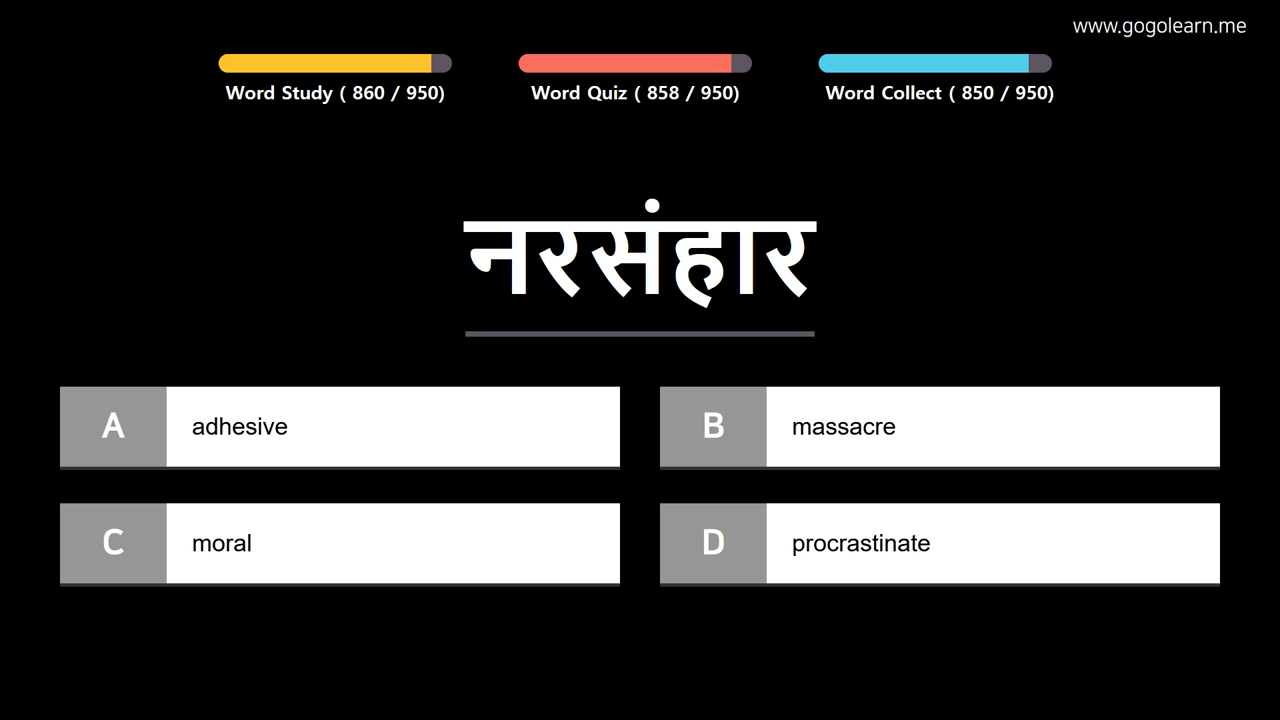 www.gogolearn.me
Word Study ( 860 / 950)
Word Quiz ( 858 / 950)
Word Collect ( 850 / 950)
नरसंहार
A adhesive
B massacre
C moral
D procrastinate